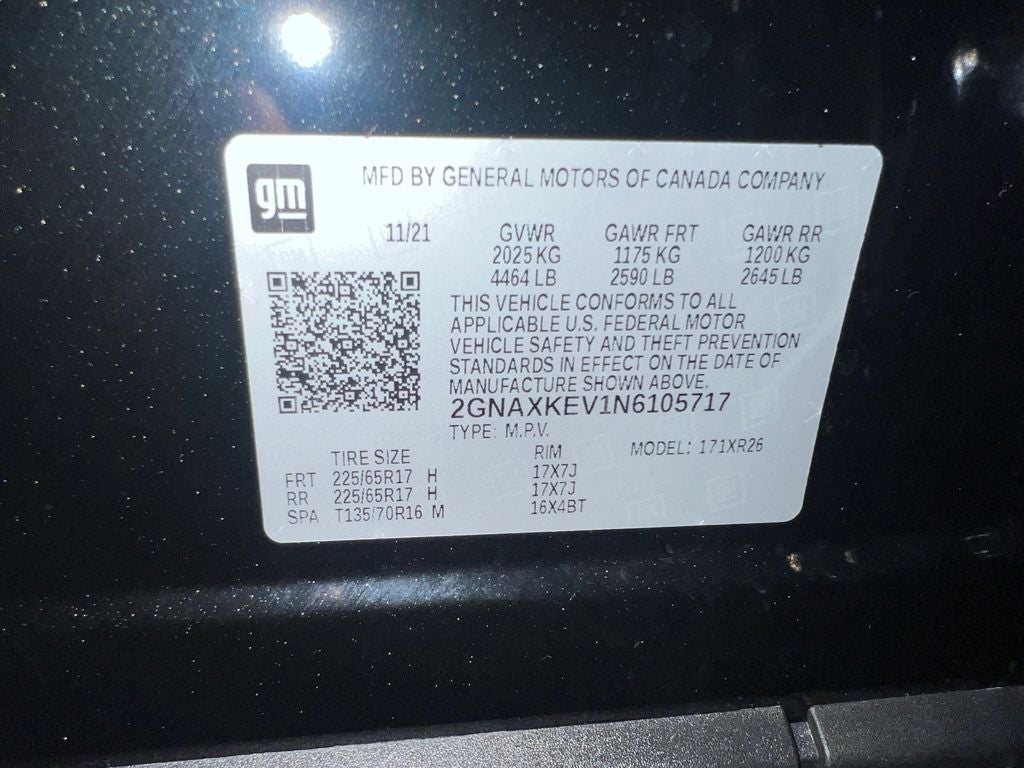 gm
MFD BY GENERAL MOTORS OF CANADA COMPANY
11/21 GVWR GAWR FRT GAWR RR
2025 KG 1175 KG 1200 KG
4464 LB 2590 LB 2645 LB
THIS VEHICLE CONFORMS TO ALL
APPLICABLE U.S. FEDERAL MOTOR
VEHICLE SAFETY AND THEFT PREVENTION
STANDARDS IN EFFECT ON THE DATE OF
MANUFACTURE SHOWN ABOVE.
2GNAXKEV1N6105717
TYPE: M.P.V.
TIRE SIZE RIM MODEL: 171XR26
FRT 225/65R17 H 17X7J
RR 225/65R17 H 17X7J
SPA T135/70R16 M 16X4BT